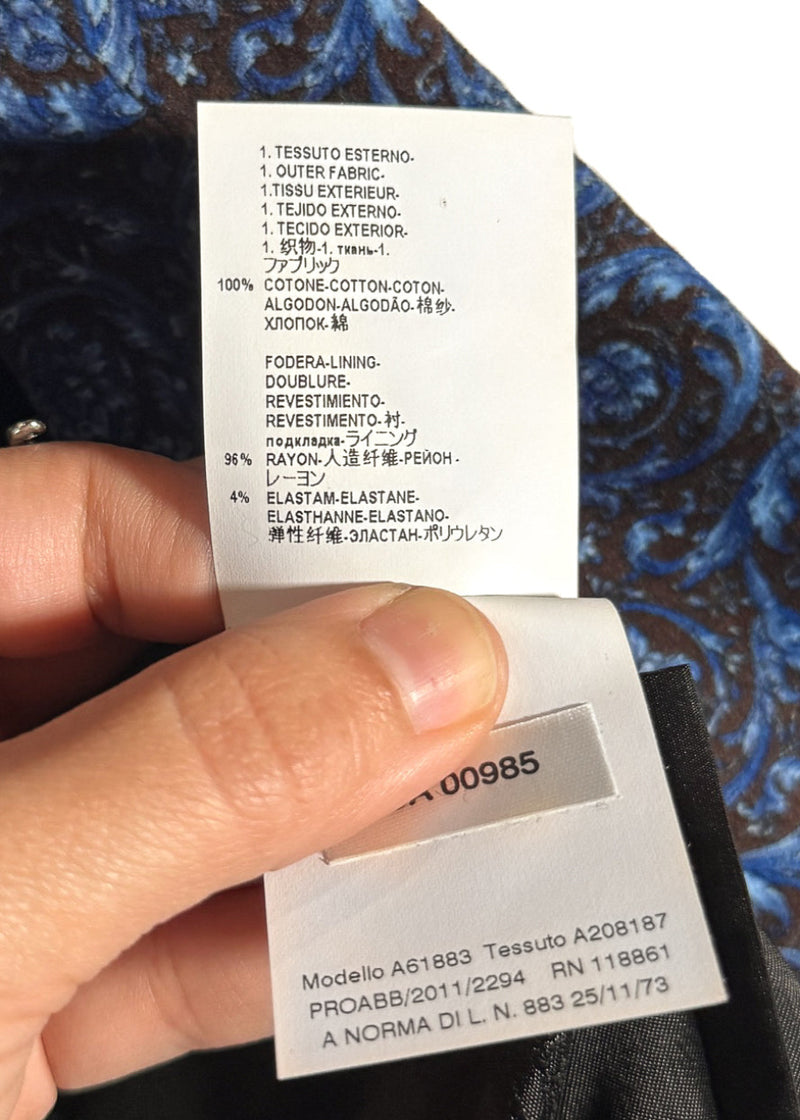 1. TESSUTO ESTERNO-
1. OUTER FABRIC-
1.TISSU EXTERIEUR-
1. TEJIDO EXTERNO-
1. TECIDO EXTERIOR-
1. 织物-1. ткань-1.
ファブリック
100% COTONE-COTTON-COTON-
ALGODON-ALGODÃO-棉纱-
ХЛОПОК-綿
FODERA-LINING-
DOUBLURE-
REVESTIMIENTO-
REVESTIMENTO-衬-
подкладка-ライニング
96% RAYON-人造纤维-РЕЙОН-
レーヨン
4% ELASTAM-ELASTANE-
ELASTHANNE-ELASTANO-
弹性纤维-ЭЛАСТАН-ポリウレタン
00985
Modello A61883 Tessuto A208187
PROABB/2011/2294 RN 118861
A NORMA DI L. N. 883 25/11/73